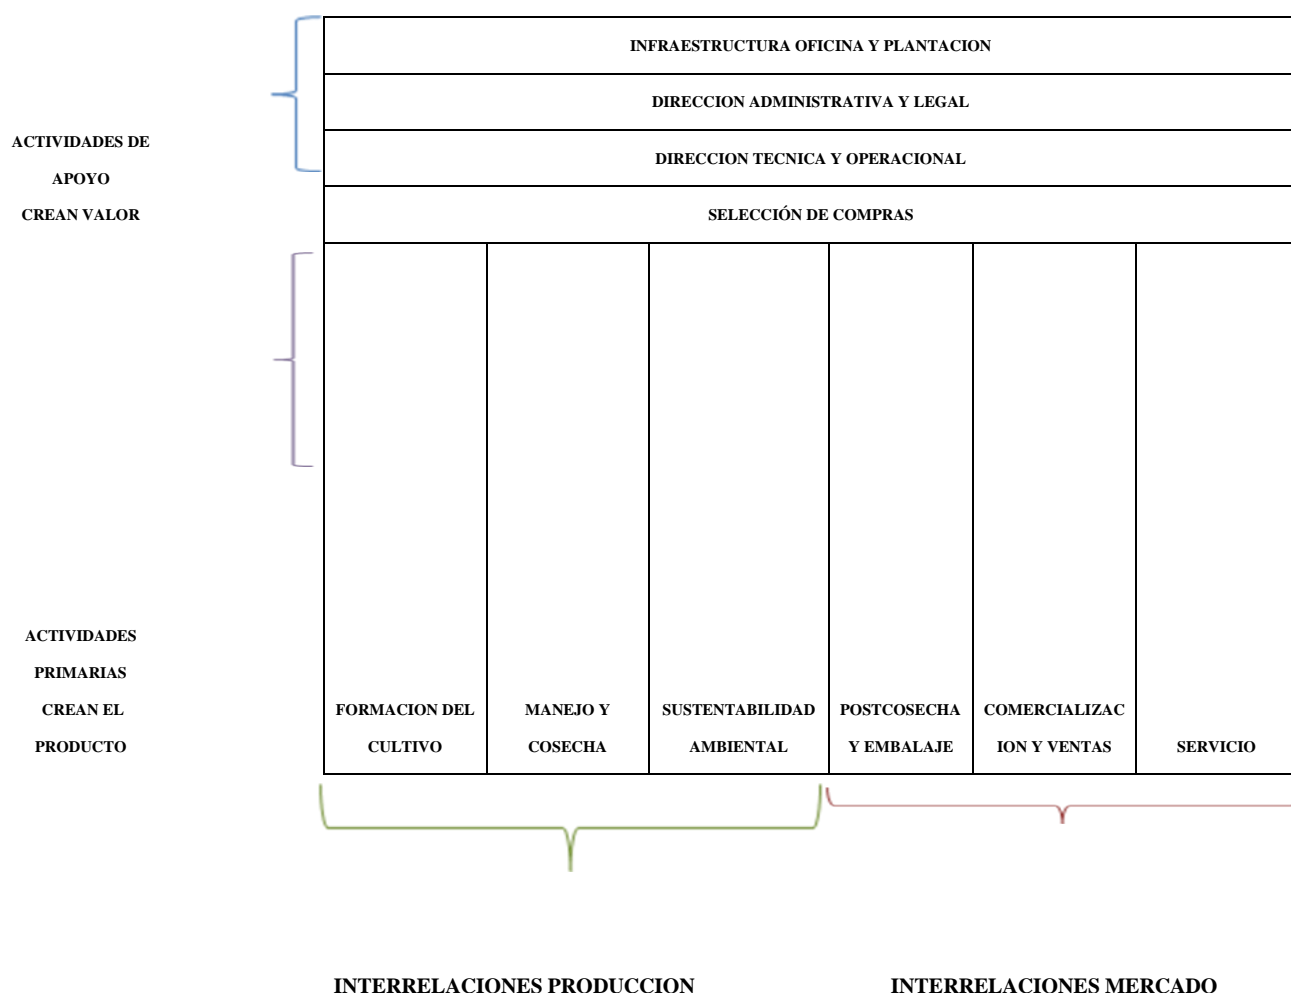 INFRAESTRUCTURA OFICINA Y PLANTACION
DIRECCION ADMINISTRATIVA Y LEGAL
DIRECCION TECNICA Y OPERACIONAL
SELECCIÓN DE COMPRAS
ACTIVIDADES DE
APOYO
CREAN VALOR
ACTIVIDADES
PRIMARIAS
CREAN EL
PRODUCTO
FORMACION DEL
CULTIVO
MANEJO Y
COSECHA
SUSTENTABILIDAD
AMBIENTAL
POSTCOSECHA
Y EMBALAJE
COMERCIALIZAC
ION Y VENTAS
SERVICIO
INTERRELACIONES PRODUCCION
INTERRELACIONES MERCADO